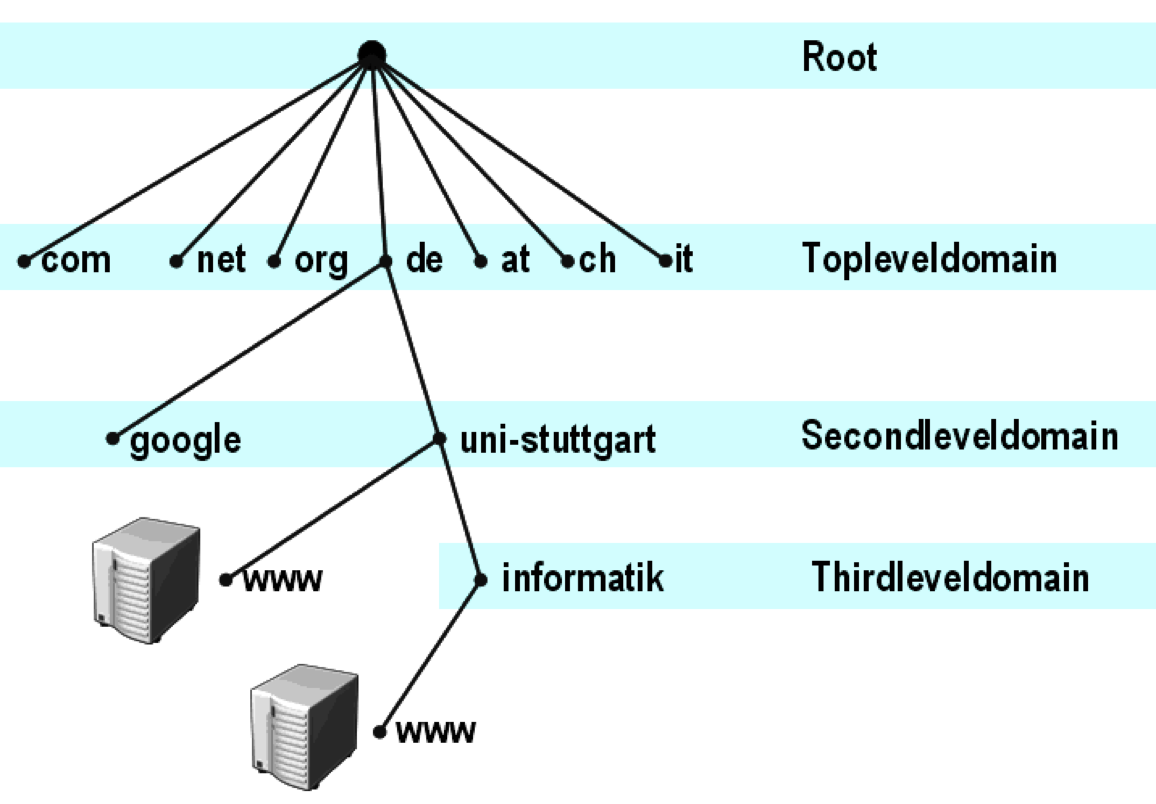 Root
com net org de at ch it Topleveldomain
google uni-stuttgart Secondleveldomain
www informatik Thirdleveldomain
www